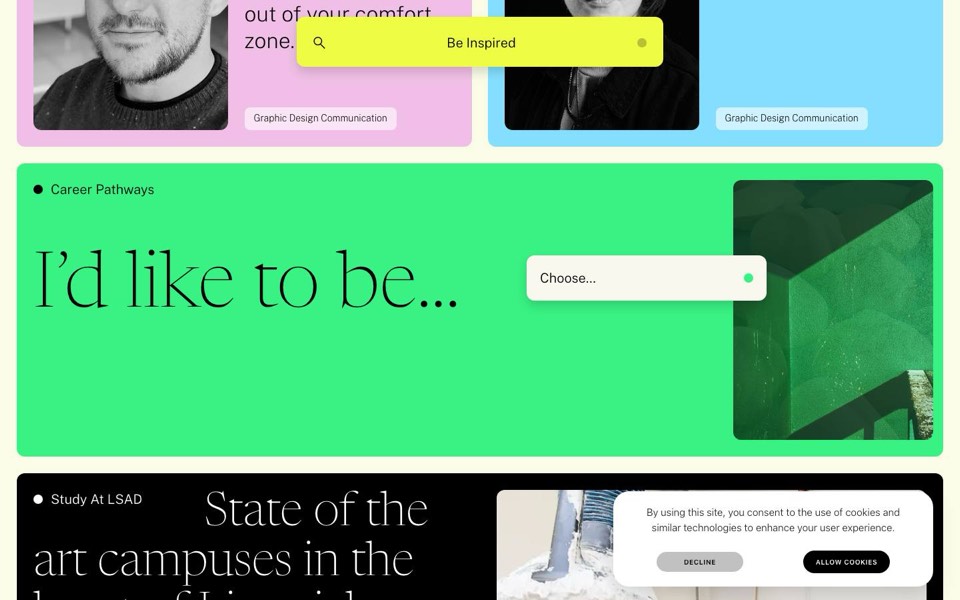 out of your comfort
zone.
Be Inspired
Graphic Design Communication
Graphic Design Communication
Career Pathways
I’d like to be...
Choose...
Study At LSAD
State of the
art campuses in the
By using this site, you consent to the use of cookies and
similar technologies to enhance your user experience.
DECLINE
ALLOW COOKIES